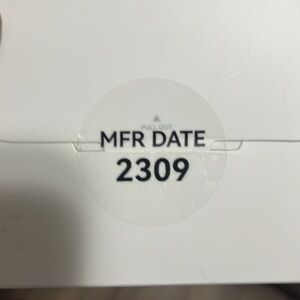 PULL OUT
MFR DATE
2309